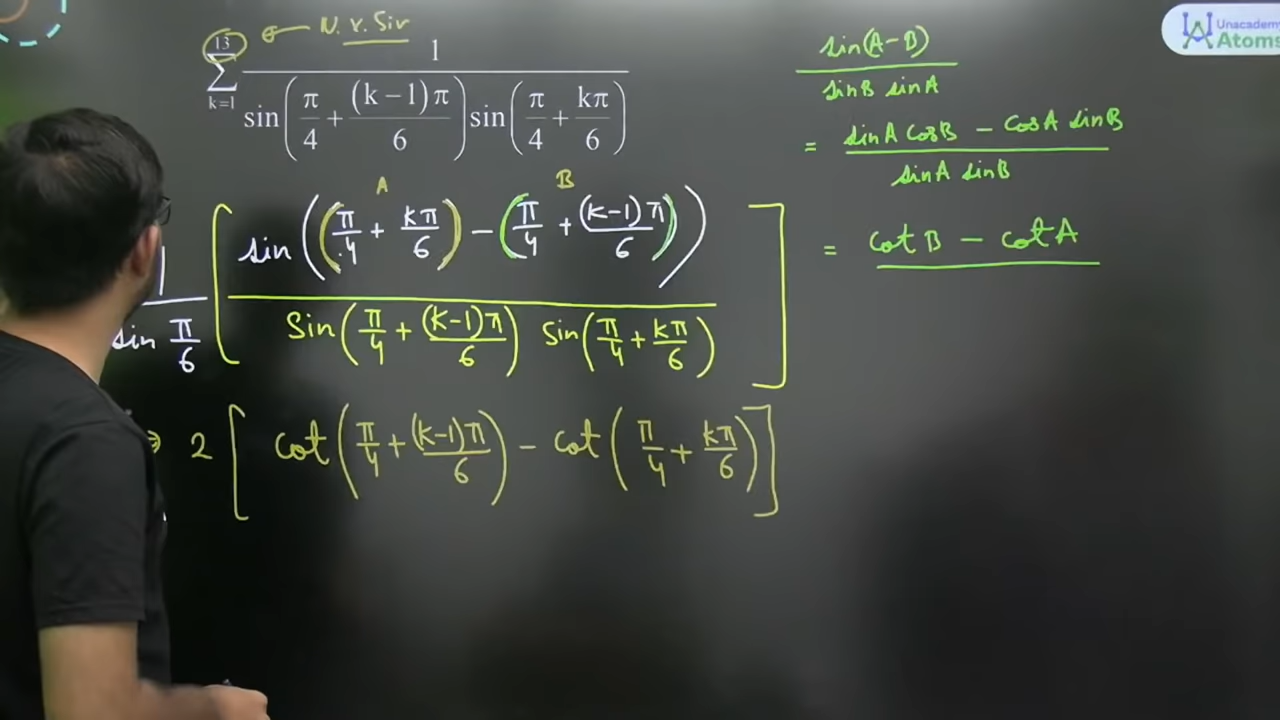 13 ← N.V. Sir
∑ 1
k=1 sin(π/4 + (k−1)π/6) sin(π/4 + kπ/6)
A B
1/sin π/6 [ sin((π/4 + kπ/6) − (π/4 + (k−1)π/6)) / Sin(π/4 + (k−1)π/6) Sin(π/4 + kπ/6) ]
⇒ 2 [ cot(π/4 + (k−1)π/6) − cot(π/4 + kπ/6) ]
sin(A−B)
sinB sinA
= sinA cosB − cosA sinB
sinA sinB
= cotB − cotA
Unacademy
Atoms